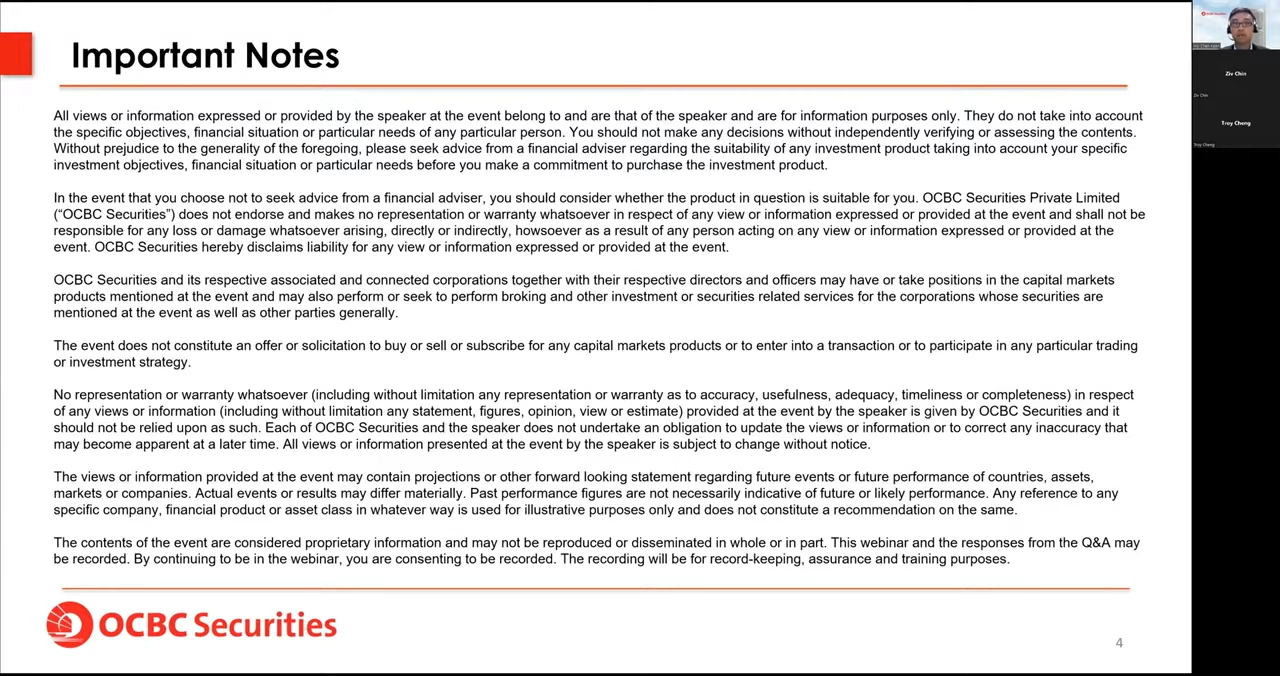 Important Notes
All views or information expressed or provided by the speaker at the event belong to and are that of the speaker and are for information purposes only. They do not take into account
the specific objectives, financial situation or particular needs of any particular person. You should not make any decisions without independently verifying or assessing the contents.
Without prejudice to the generality of the foregoing, please seek advice from a financial adviser regarding the suitability of any investment product taking into account your specific
investment objectives, financial situation or particular needs before you make a commitment to purchase the investment product.
In the event that you choose not to seek advice from a financial adviser, you should consider whether the product in question is suitable for you. OCBC Securities Private Limited
(“OCBC Securities”) does not endorse and makes no representation or warranty whatsoever in respect of any view or information expressed or provided at the event and shall not be
responsible for any loss or damage whatsoever arising, directly or indirectly, howsoever as a result of any person acting on any view or information expressed or provided at the
event. OCBC Securities hereby disclaims liability for any view or information expressed or provided at the event.
OCBC Securities and its respective associated and connected corporations together with their respective directors and officers may have or take positions in the capital markets
products mentioned at the event and may also perform or seek to perform broking and other investment or securities related services for the corporations whose securities are
mentioned at the event as well as other parties generally.
The event does not constitute an offer or solicitation to buy or sell or subscribe for any capital markets products or to enter into a transaction or to participate in any particular trading
or investment strategy.
No representation or warranty whatsoever (including without limitation any representation or warranty as to accuracy, usefulness, adequacy, timeliness or completeness) in respect
of any views or information (including without limitation any statement, figures, opinion, view or estimate) provided at the event by the speaker is given by OCBC Securities and it
should not be relied upon as such. Each of OCBC Securities and the speaker does not undertake an obligation to update the views or information or to correct any inaccuracy that
may become apparent at a later time. All views or information presented at the event by the speaker is subject to change without notice.
The views or information provided at the event may contain projections or other forward looking statement regarding future events or future performance of countries, assets,
markets or companies. Actual events or results may differ materially. Past performance figures are not necessarily indicative of future or likely performance. Any reference to any
specific company, financial product or asset class in whatever way is used for illustrative purposes only and does not constitute a recommendation on the same.
The contents of the event are considered proprietary information and may not be reproduced or disseminated in whole or in part. This webinar and the responses from the Q&A may
be recorded. By continuing to be in the webinar, you are consenting to be recorded. The recording will be for record-keeping, assurance and training purposes.
OCBC Securities
4
Ziv Chin
Ziv Chin
Troy Cheng
Troy Cheng